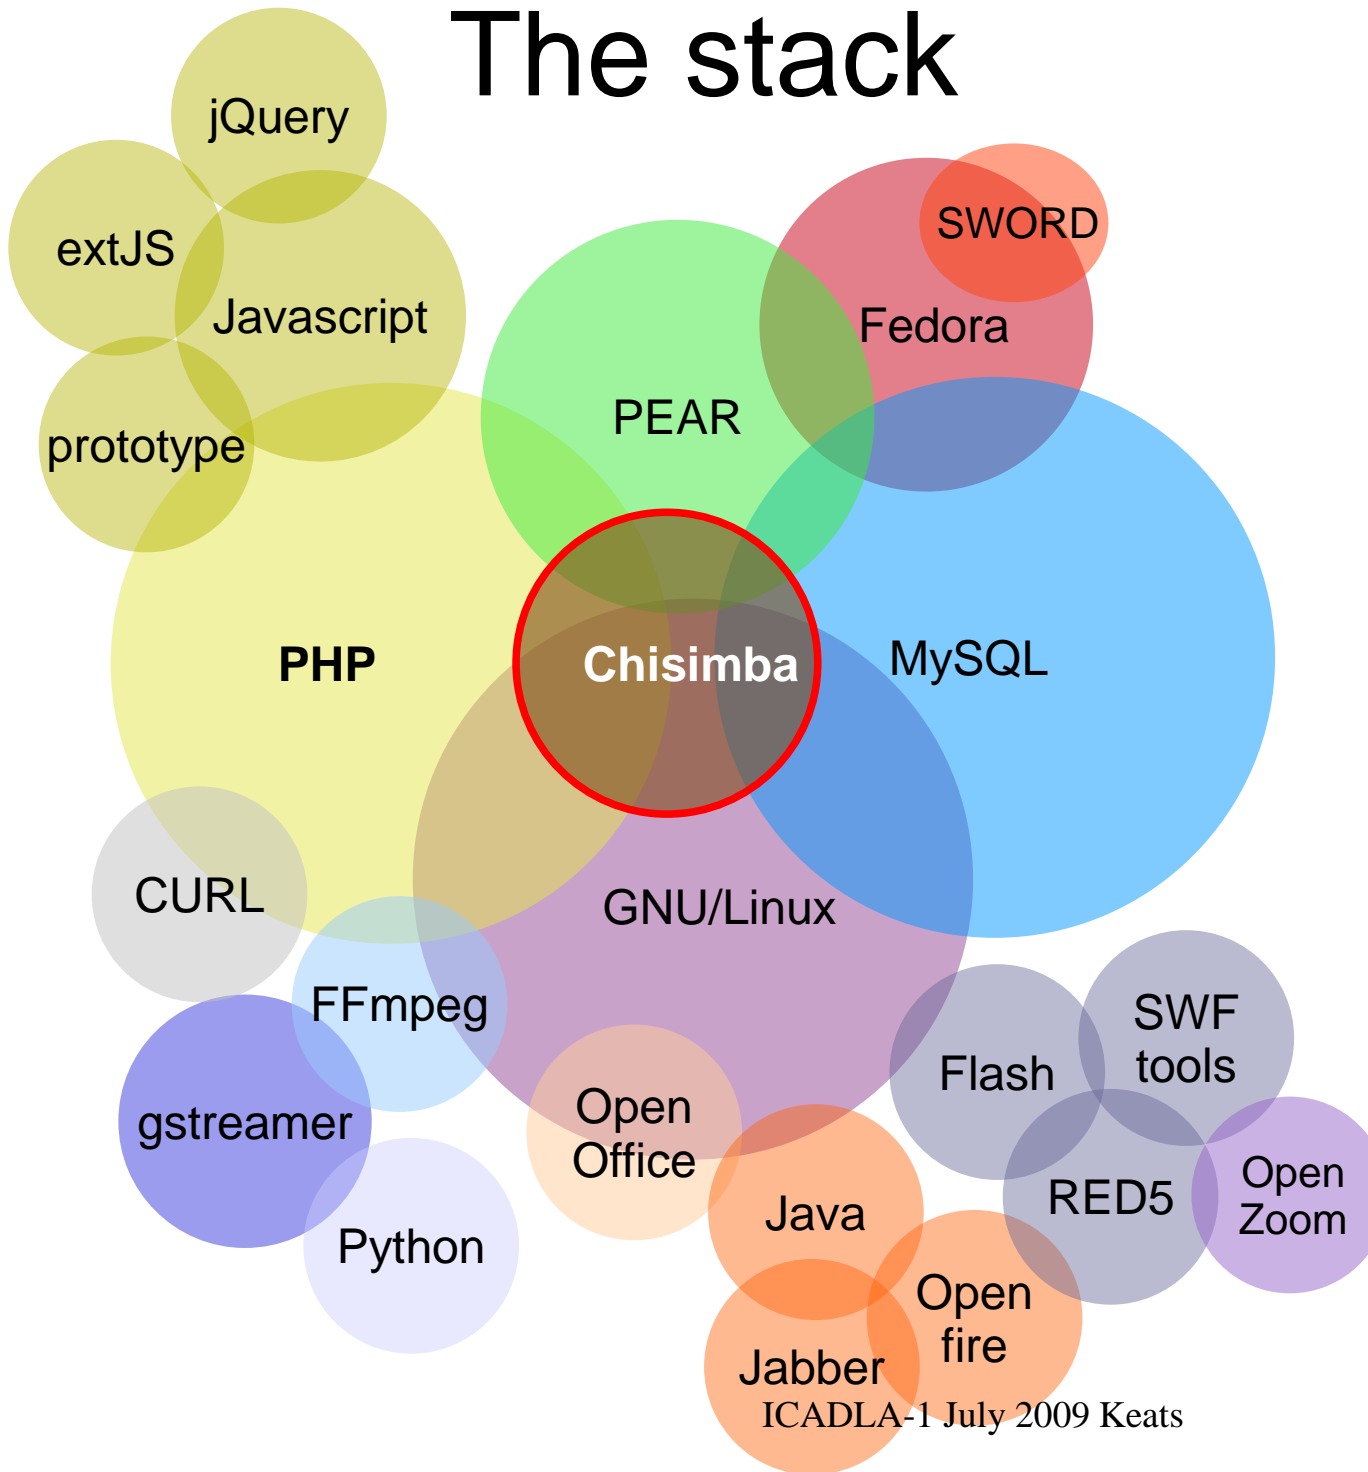 The stack
jQuery
SWORD
extJS
Javascript
Fedora
PEAR
prototype
PHP
Chisimba
MySQL
CURL
GNU/Linux
FFmpeg
SWF
tools
Flash
gstreamer
Open
Office
Python
Java
RED5
Open
Zoom
Open
fire
Jabber
ICADLA-1 July 2009 Keats